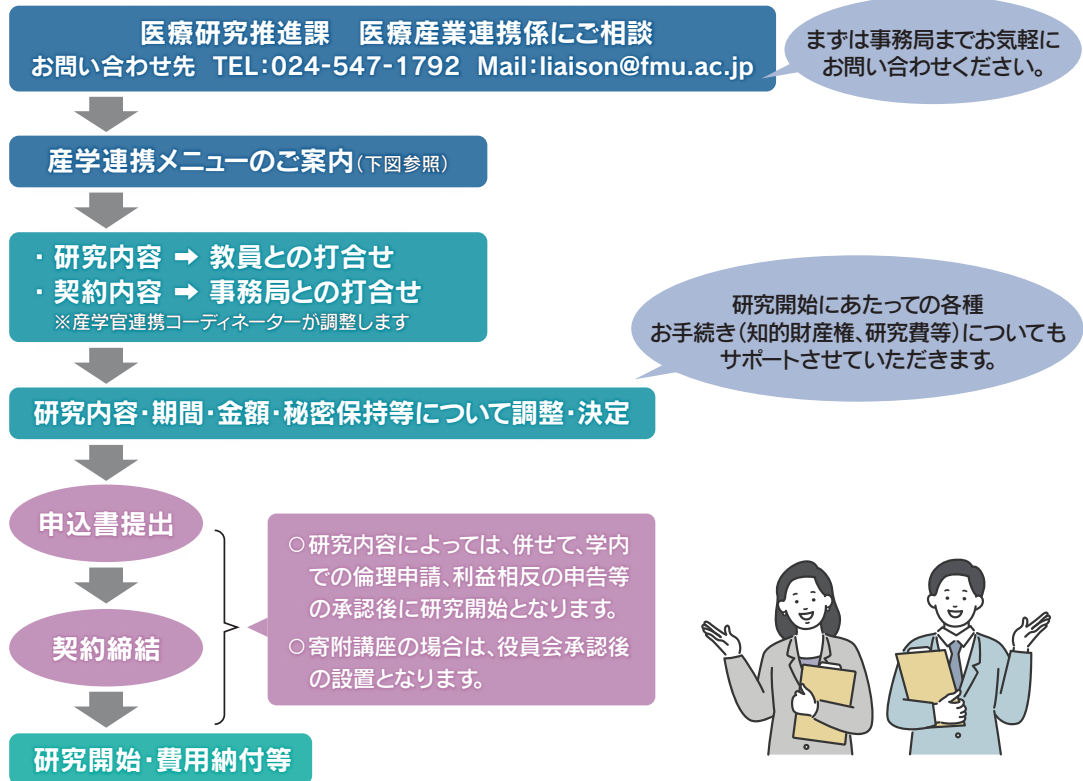 医療研究推進課　医療産業連携係にご相談
お問い合わせ先 TEL:024-547-1792 Mail:liaison@fmu.ac.jp
まずは事務局までお気軽に
お問い合わせください。
産学連携メニューのご案内(下図参照)
・研究内容 ➡ 教員との打合せ
・契約内容 ➡ 事務局との打合せ
※産学官連携コーディネーターが調整します
研究開始にあたっての各種
お手続き(知的財産権、研究費等)についても
サポートさせていただきます。
研究内容・期間・金額・秘密保持等について調整・決定
申込書提出
○研究内容によっては、併せて、学内
での倫理申請、利益相反の申告等
の承認後に研究開始となります。
○寄附講座の場合は、役員会承認後
の設置となります。
契約締結
研究開始・費用納付等